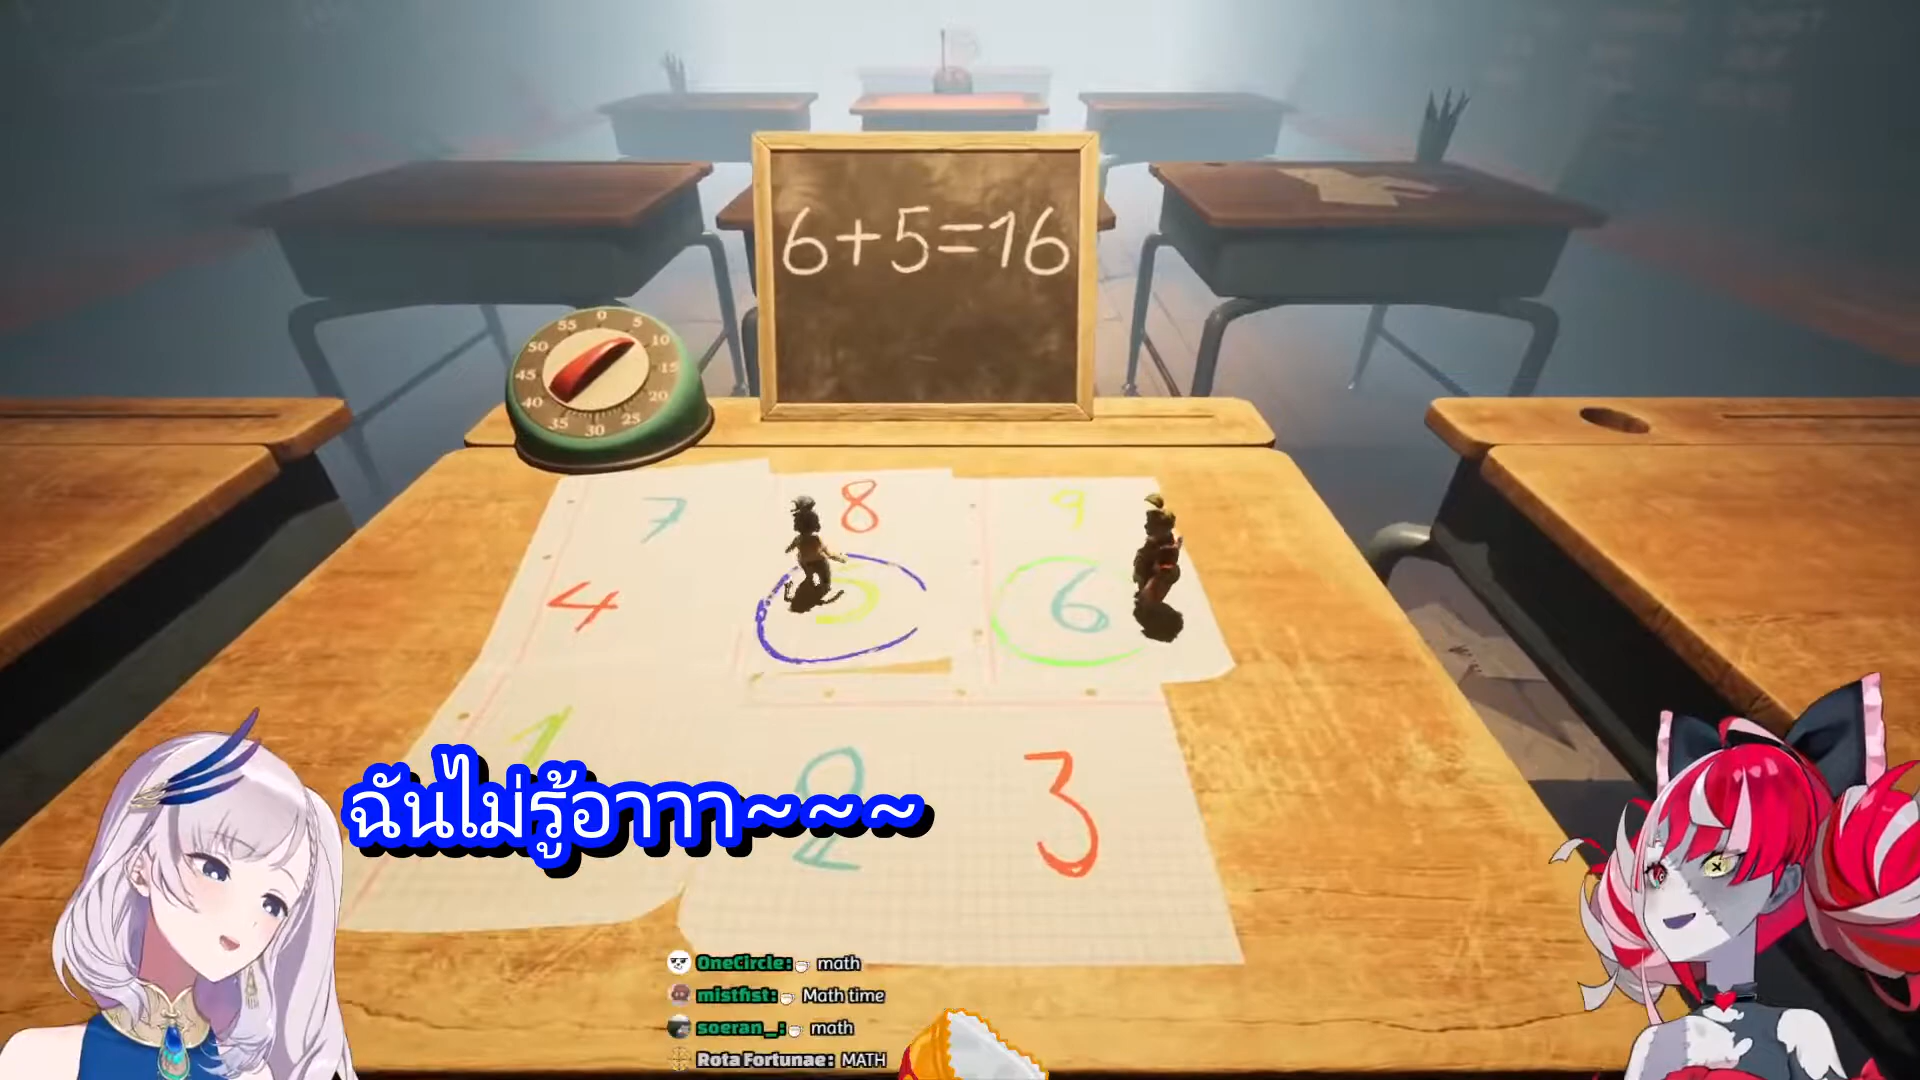 6+5=16
0 5 10 15 20 25 30 35 40 45 50 55
7 8 9
4 5 6
1 2 3
ฉันไม่รู้อาาา~~~
OneCircle: math
mistfist: Math time
soeran_: math
Rota Fortunae: MATH